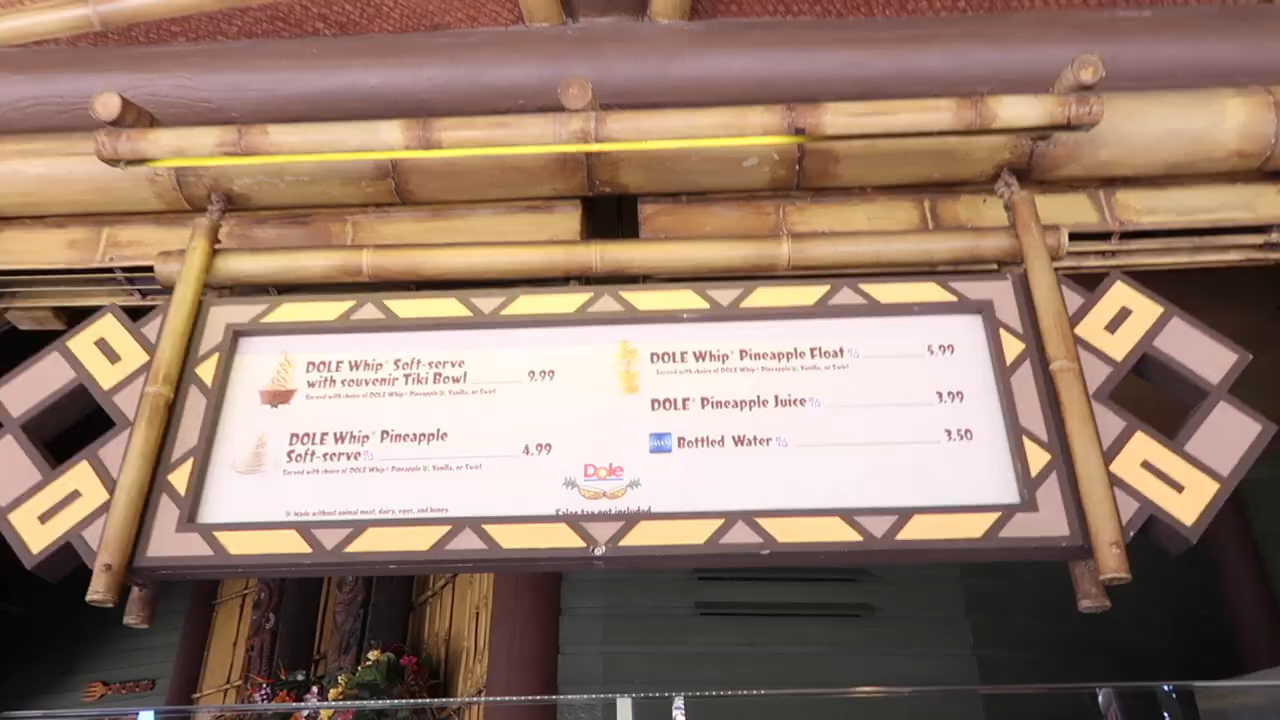 DOLE Whip® Soft-serve
with souvenir Tiki Bowl 9.99
Served with choice of DOLE Whip® Pineapple, Vanilla, or Swirl
DOLE Whip® Pineapple
Soft-serve 4.99
Served with choice of DOLE Whip® Pineapple, Vanilla, or Swirl
Made without animal meat, dairy, eggs, and honey.
DOLE Whip® Pineapple Float 5.99
Served with choice of DOLE Whip® Pineapple, Vanilla, or Swirl
DOLE® Pineapple Juice 3.99
DASANI Bottled Water 3.50
Dole
Sales tax not included